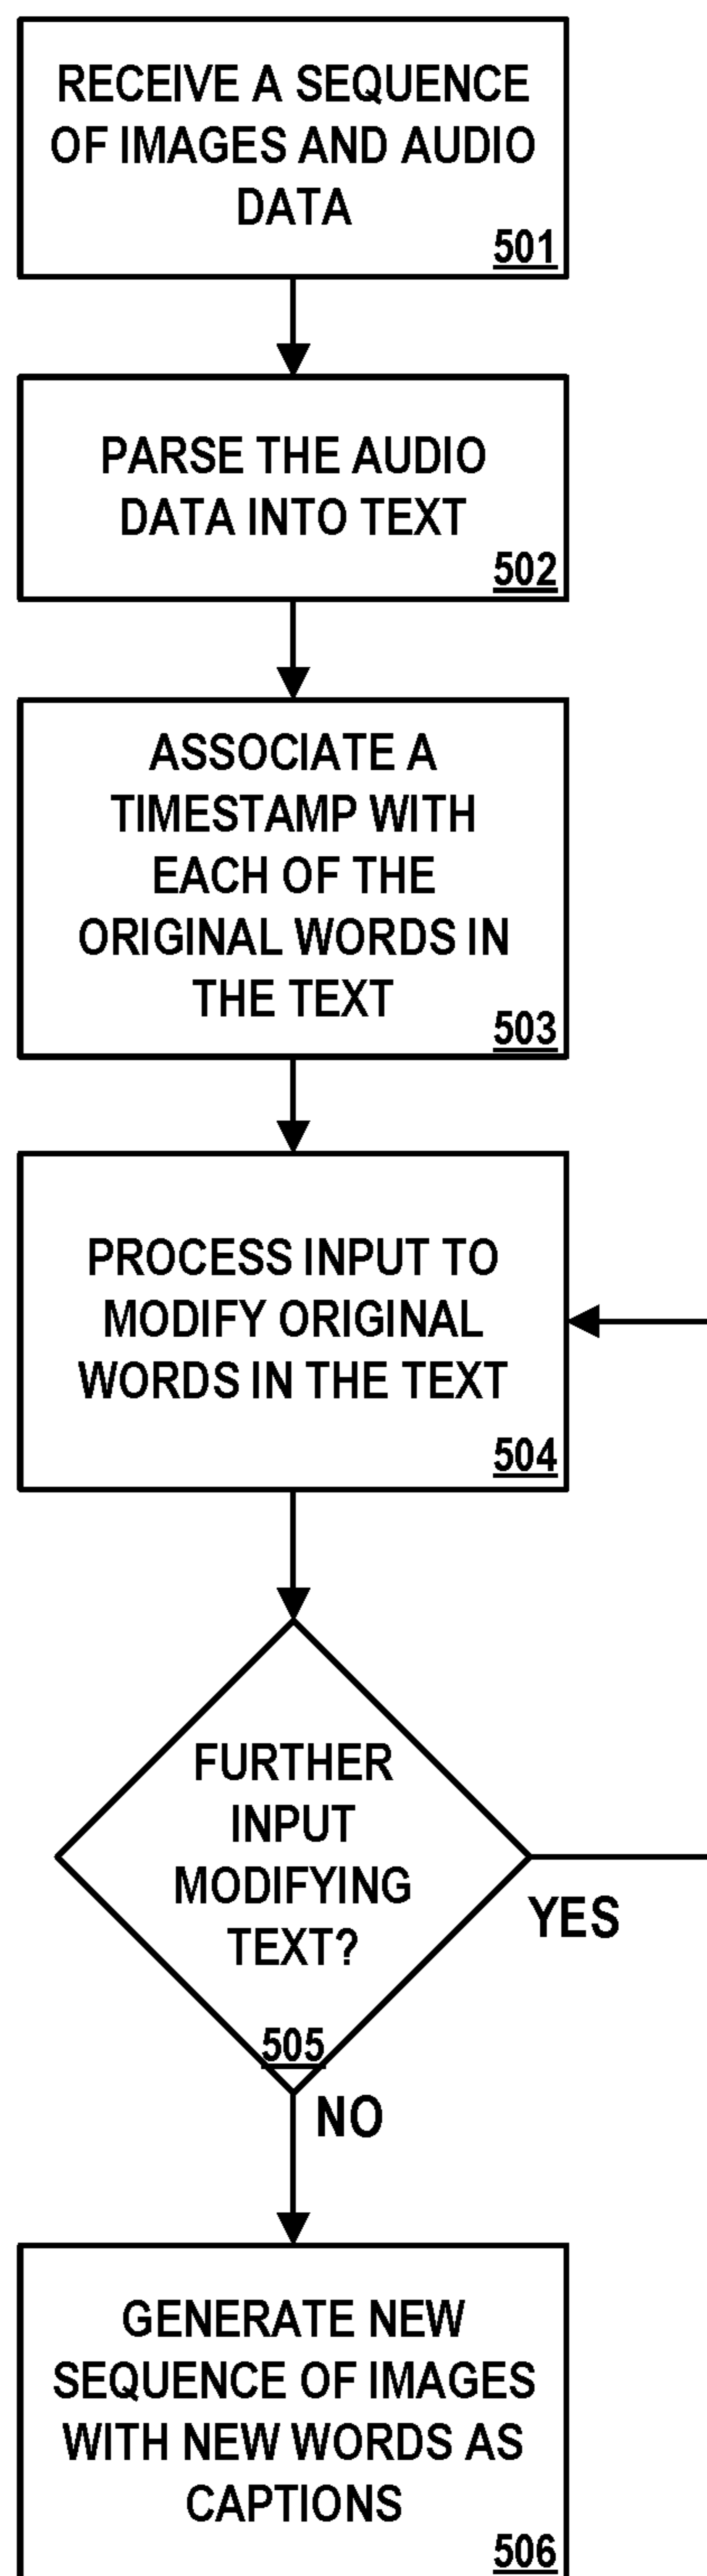 RECEIVE A SEQUENCE
OF IMAGES AND AUDIO
DATA
501
PARSE THE AUDIO
DATA INTO TEXT
502
ASSOCIATE A
TIMESTAMP WITH
EACH OF THE
ORIGINAL WORDS IN
THE TEXT
503
PROCESS INPUT TO
MODIFY ORIGINAL
WORDS IN THE TEXT
504
FURTHER
INPUT
MODIFYING
TEXT?
YES
505
NO
GENERATE NEW
SEQUENCE OF IMAGES
WITH NEW WORDS AS
CAPTIONS
506